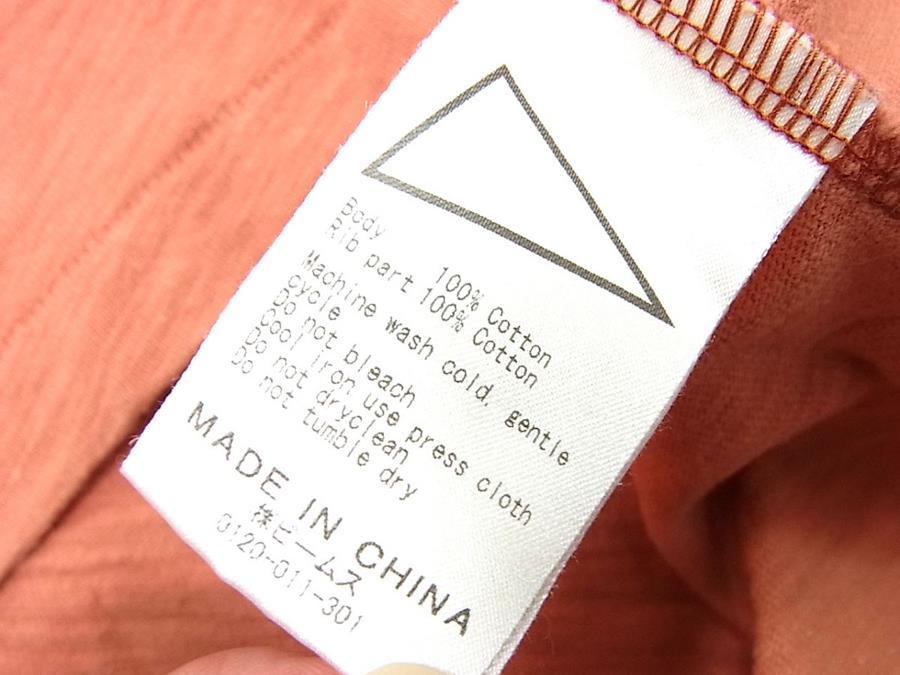 Body 100% Cotton
Rib part 100% Cotton
Machine wash cold, gentle
cycle
Do not bleach
Cool iron use press cloth
Do not dryclean
Do not tumble dry
MADE IN CHINA
㈱ビームス
0120-011-301